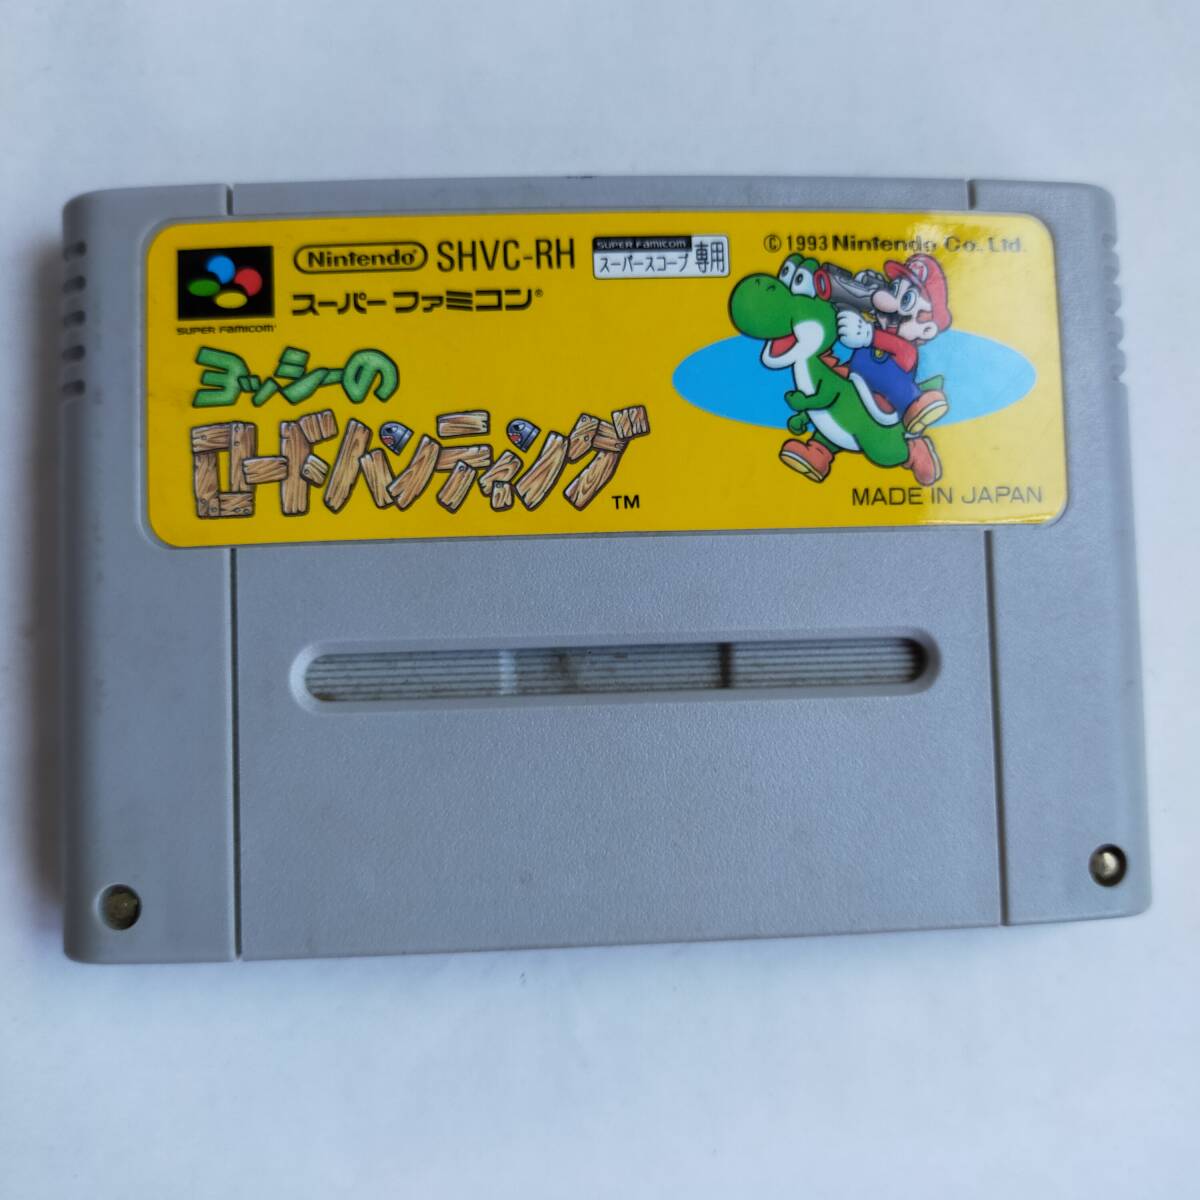 Nintendo SHVC-RH
SUPER Famicom
スーパースコープ 専用
© 1993 Nintendo Co., Ltd.
SUPER Famicom
スーパーファミコン®
ヨッシーの
ロードハンティング™
MADE IN JAPAN